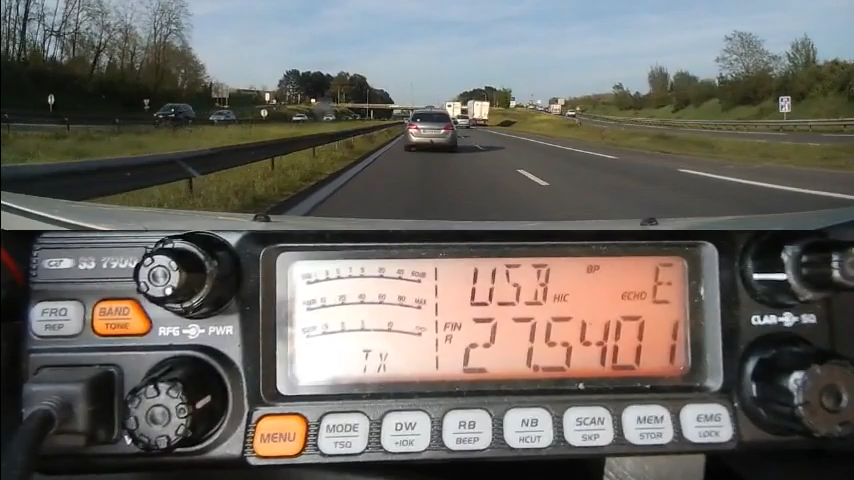 CRT SS 7900
FRQ
REP
BAND
TONE
RFG PWR
USB HIC BP ECHO E
FIN
R
27.5401
TX
CLAR SQ
MENU
MODE
TSQ
DW
-10K
RB
BEEP
NB
HCUT
SCAN
SKP
MEM
STOR
EMG
LOCK